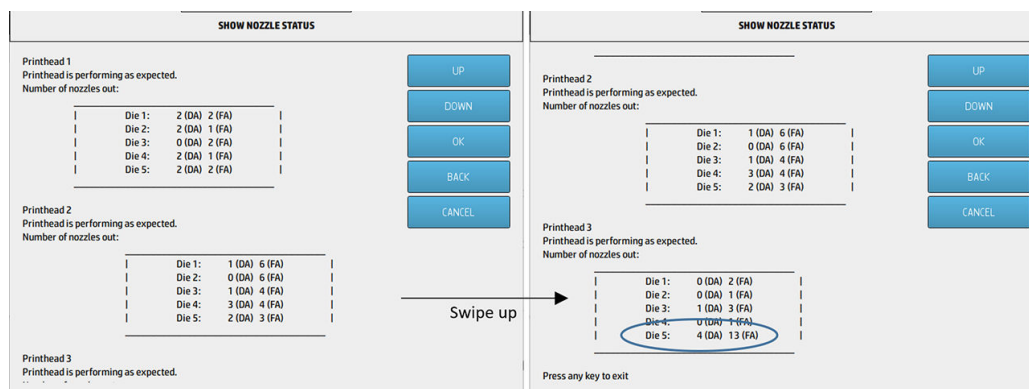 SHOW NOZZLE STATUS
Printhead 1
Printhead is performing as expected.
Number of nozzles out:
| Die 1: 2 (DA) 2 (FA) |
| Die 2: 2 (DA) 1 (FA) |
| Die 3: 0 (DA) 2 (FA) |
| Die 4: 2 (DA) 1 (FA) |
| Die 5: 2 (DA) 2 (FA) |
Printhead 2
Printhead is performing as expected.
Number of nozzles out:
| Die 1: 1 (DA) 6 (FA) |
| Die 2: 0 (DA) 6 (FA) |
| Die 3: 1 (DA) 4 (FA) |
| Die 4: 3 (DA) 4 (FA) |
| Die 5: 2 (DA) 3 (FA) |
Printhead 3
Printhead is performing as expected.
UP
DOWN
OK
BACK
CANCEL
Swipe up
SHOW NOZZLE STATUS
Printhead 2
Printhead is performing as expected.
Number of nozzles out:
| Die 1: 1 (DA) 6 (FA) |
| Die 2: 0 (DA) 6 (FA) |
| Die 3: 1 (DA) 4 (FA) |
| Die 4: 3 (DA) 4 (FA) |
| Die 5: 2 (DA) 3 (FA) |
Printhead 3
Printhead is performing as expected.
Number of nozzles out:
| Die 1: 0 (DA) 2 (FA) |
| Die 2: 0 (DA) 1 (FA) |
| Die 3: 1 (DA) 3 (FA) |
| Die 4: 0 (DA) 1 (FA) |
| Die 5: 4 (DA) 13 (FA) |
Press any key to exit
UP
DOWN
OK
BACK
CANCEL